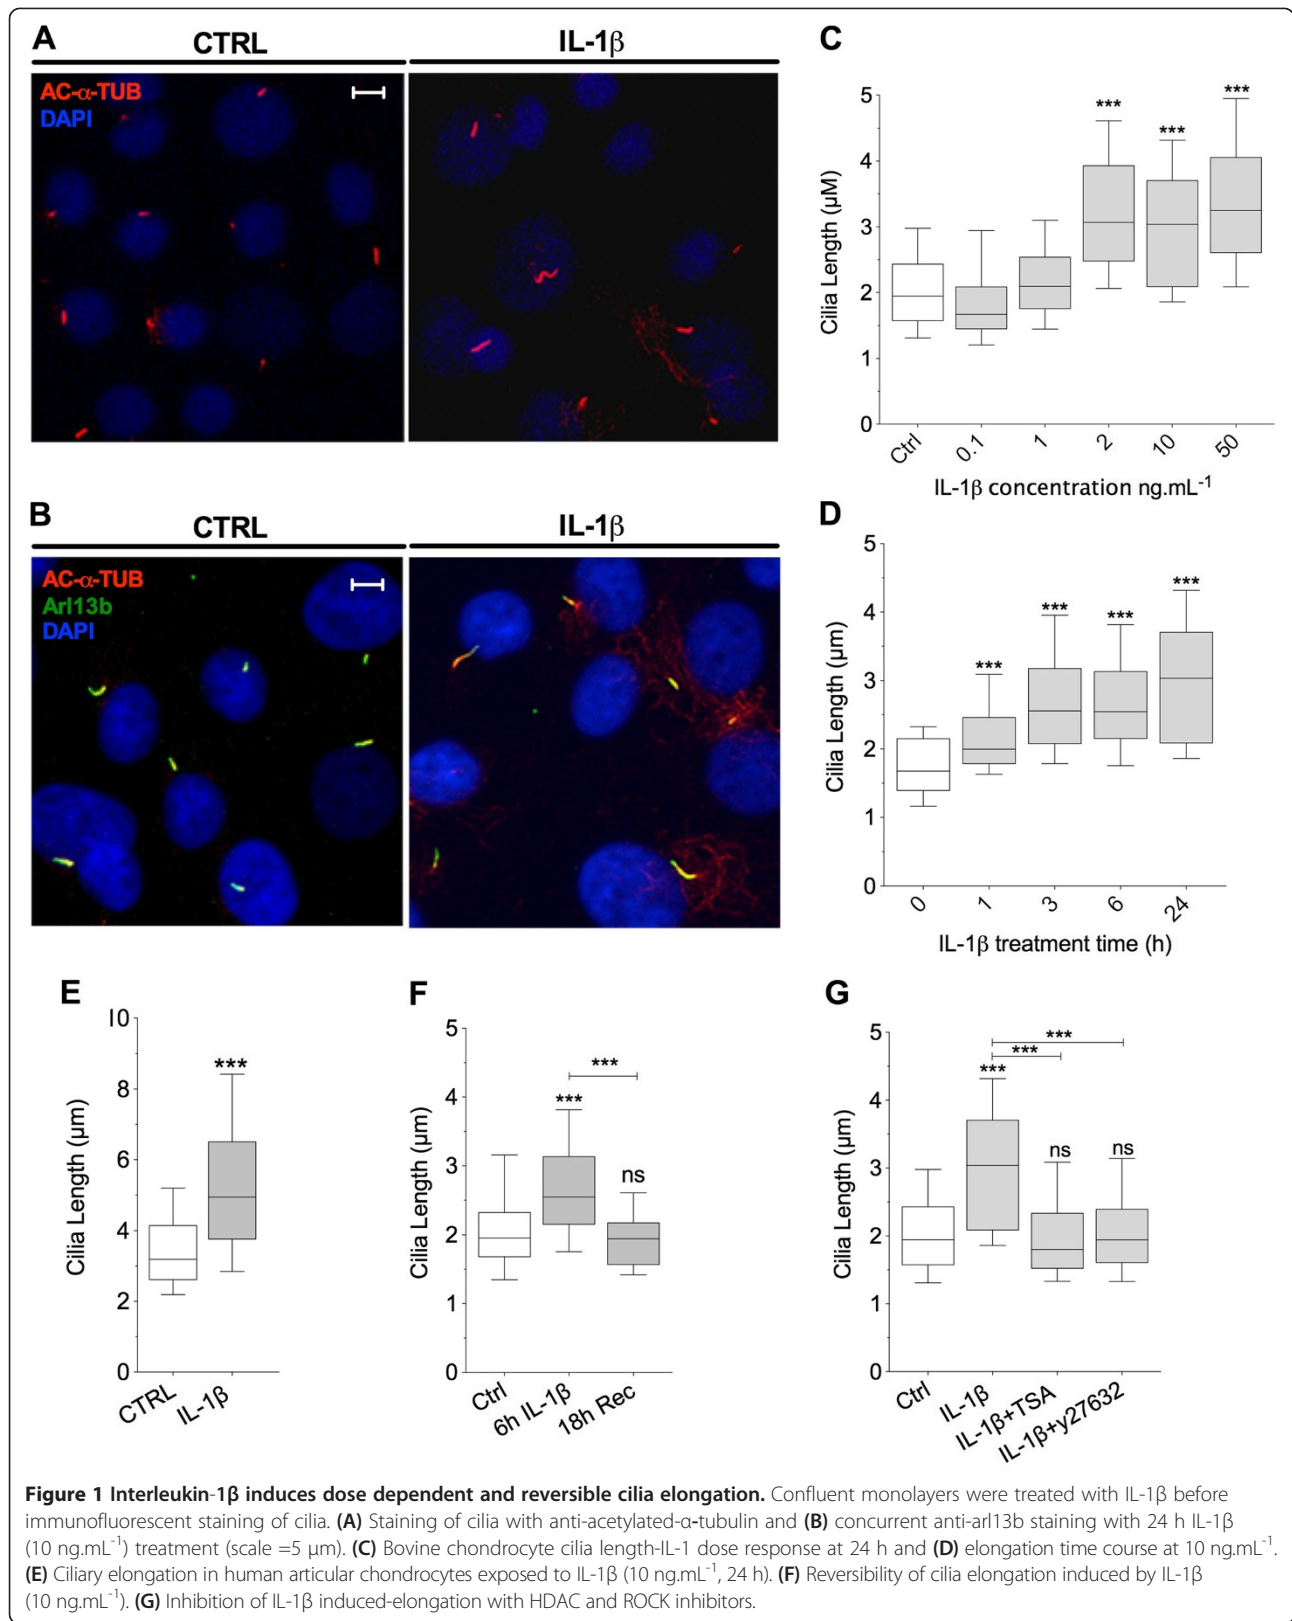 A
CTRL
IL-1β
AC-α-TUB
DAPI
B
CTRL
IL-1β
AC-α-TUB
Arl13b
DAPI
C
Cilia Length (μM)
5
4
3
2
1
0
***
***
***
Ctrl
0.1
1
2
10
50
IL-1β concentration ng.mL⁻¹
D
Cilia Length (μm)
5
4
3
2
1
0
***
***
***
***
0
1
3
6
24
IL-1β treatment time (h)
E
Cilia Length (μm)
10
8
6
4
2
0
***
CTRL
IL-1β
F
Cilia Length (μm)
5
4
3
2
1
0
***
***
ns
Ctrl
6h IL-1β
18h Rec
G
Cilia Length (μm)
5
4
3
2
1
0
***
***
***
ns
ns
Ctrl
IL-1β
IL-1β+TSA
IL-1β+y27632
Figure 1 Interleukin-1β induces dose dependent and reversible cilia elongation. Confluent monolayers were treated with IL-1β before
immunofluorescent staining of cilia. (A) Staining of cilia with anti-acetylated-α-tubulin and (B) concurrent anti-arl13b staining with 24 h IL-1β
(10 ng.mL⁻¹) treatment (scale =5 μm). (C) Bovine chondrocyte cilia length-IL-1 dose response at 24 h and (D) elongation time course at 10 ng.mL⁻¹.
(E) Ciliary elongation in human articular chondrocytes exposed to IL-1β (10 ng.mL⁻¹, 24 h). (F) Reversibility of cilia elongation induced by IL-1β
(10 ng.mL⁻¹). (G) Inhibition of IL-1β induced-elongation with HDAC and ROCK inhibitors.